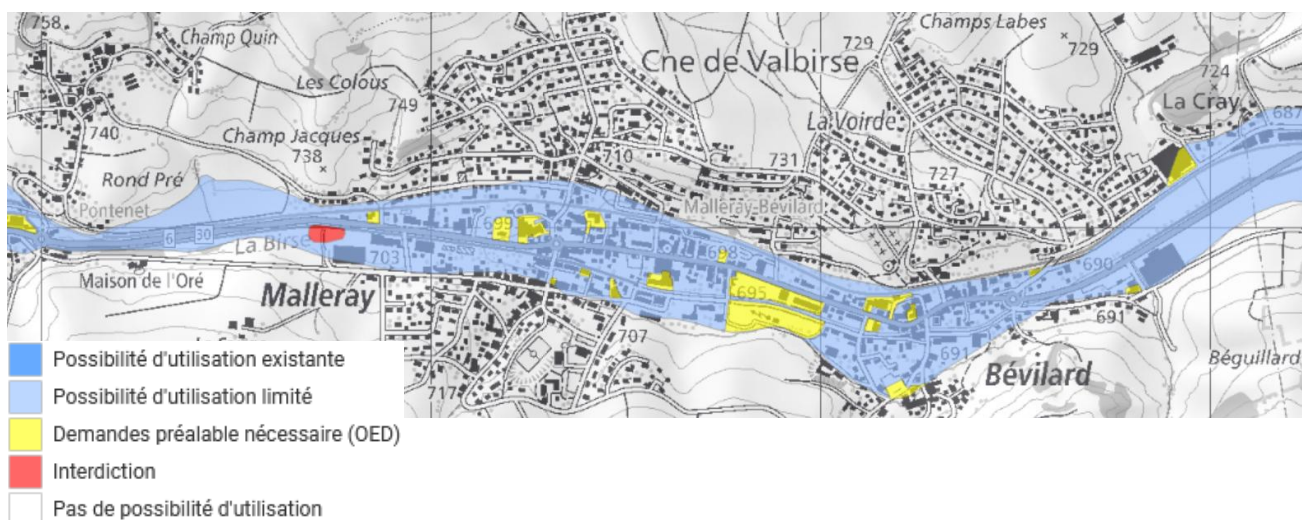 758
Champ Quin
Champs Labes
729
729
Cne de Valbirse
Les Colous
749
724
La Cray
687
740
Champ Jacques
738
La Voirde
710
731
727
Rond Pré
Pontenet
Malleray-Bévilard
699
6
30
La Birse
703
698
690
Maison de l'Oré
Malleray
695
707
691
691
Béguillard
Bévilard
717
Possibilité d'utilisation existante
Possibilité d'utilisation limité
Demandes préalable nécessaire (OED)
Interdiction
Pas de possibilité d'utilisation